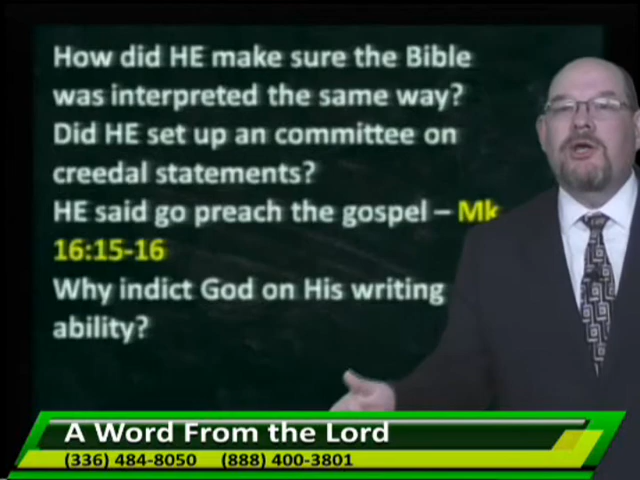 How did HE make sure the Bible
was interpreted the same way?
Did HE set up an committee on
creedal statements?
HE said go preach the gospel – Mk
16:15-16
Why indict God on His writing
ability?
A Word From the Lord
(336) 484-8050 (888) 400-3801